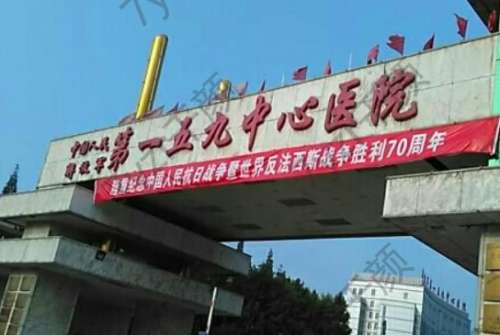 中国人民
解放军
第一五九中心医院
隆重纪念中国人民抗日战争暨世界反法西斯战争胜利70周年